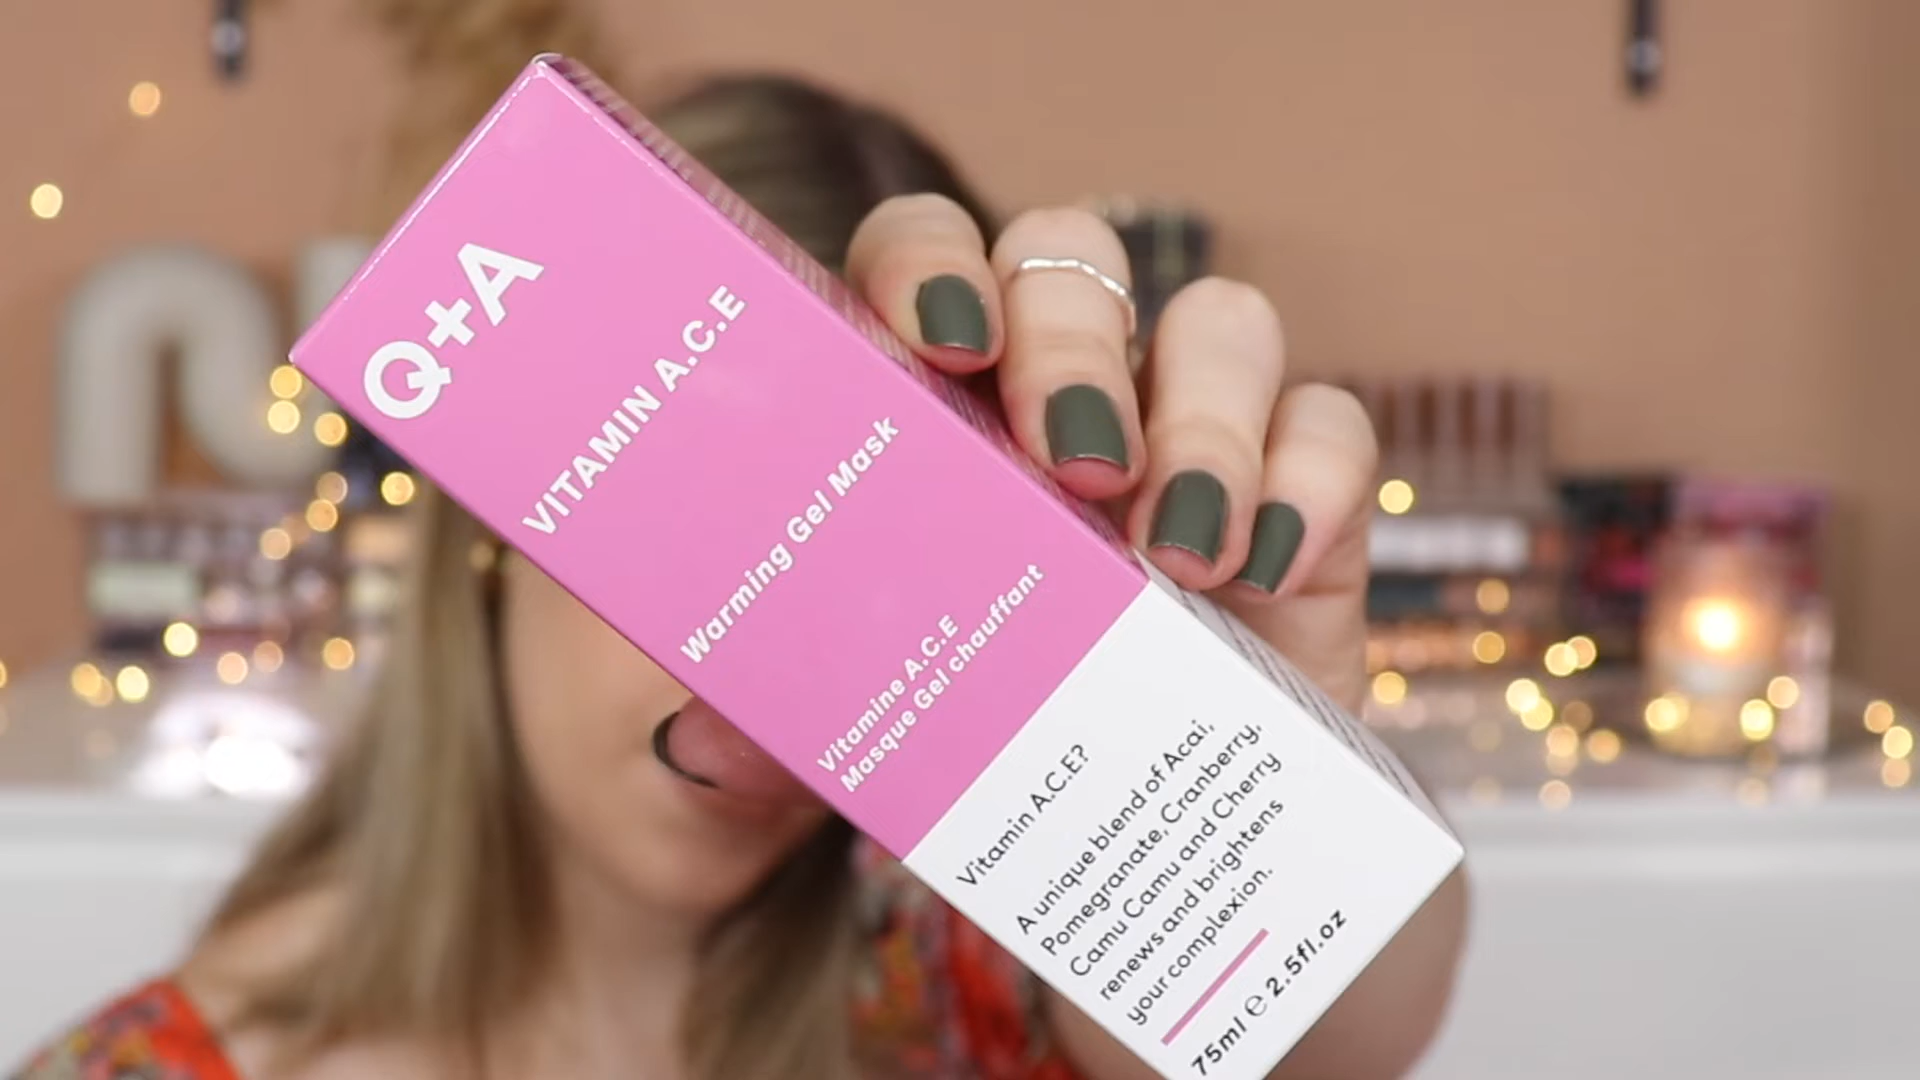 Q+A
VITAMIN A.C.E
Warming Gel Mask
Vitamine A.C.E
Masque Gel chauffant
Vitamin A.C.E?
A unique blend of Acai,
Pomegranate, Cranberry,
Camu Camu and Cherry
renews and brightens
your complexion.
75ml ℮ 2.5fl.oz